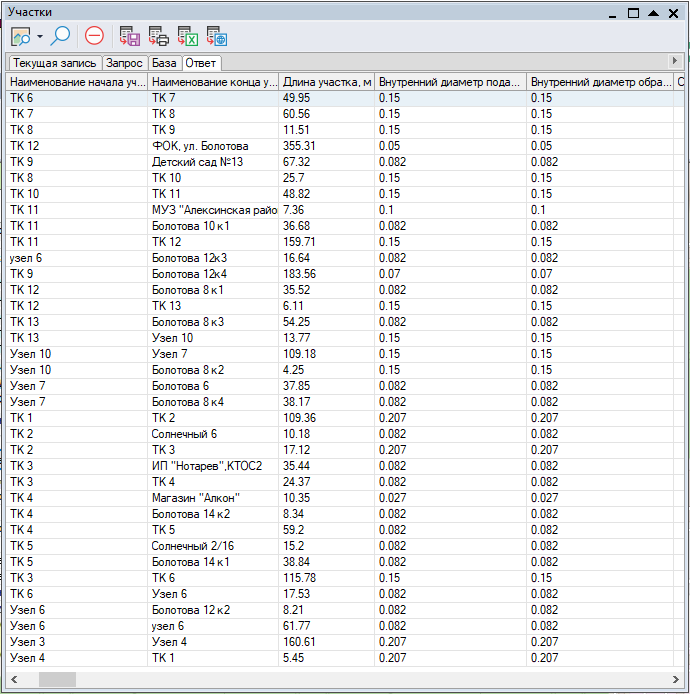 Участки
Текущая запись Запрос База Ответ
Наименование начала уч... Наименование конца у... Длина участка, м Внутренний диаметр пода... Внутренний диаметр обра... С
ТК 6 ТК 7 49.95 0.15 0.15
ТК 7 ТК 8 60.56 0.15 0.15
ТК 8 ТК 9 11.51 0.15 0.15
ТК 12 ФОК, ул. Болотова 355.31 0.05 0.05
ТК 9 Детский сад №13 67.32 0.082 0.082
ТК 8 ТК 10 25.7 0.15 0.15
ТК 10 ТК 11 48.82 0.15 0.15
ТК 11 МУЗ "Алексинская райо 7.36 0.1 0.1
ТК 11 Болотова 10 к1 36.68 0.082 0.082
ТК 11 ТК 12 159.71 0.15 0.15
узел 6 Болотова 12к3 16.64 0.082 0.082
ТК 9 Болотова 12к4 183.56 0.07 0.07
ТК 12 Болотова 8 к1 35.52 0.082 0.082
ТК 12 ТК 13 6.11 0.15 0.15
ТК 13 Болотова 8 к3 54.25 0.082 0.082
ТК 13 Узел 10 13.77 0.15 0.15
Узел 10 Узел 7 109.18 0.15 0.15
Узел 10 Болотова 8 к2 4.25 0.15 0.15
Узел 7 Болотова 6 37.85 0.082 0.082
Узел 7 Болотова 8 к4 38.17 0.082 0.082
ТК 1 ТК 2 109.36 0.207 0.207
ТК 2 Солнечный 6 10.18 0.082 0.082
ТК 2 ТК 3 17.12 0.207 0.207
ТК 3 ИП "Нотарев",КТОС2 35.44 0.082 0.082
ТК 3 ТК 4 24.37 0.082 0.082
ТК 4 Магазин "Алкон" 10.35 0.027 0.027
ТК 4 Болотова 14 к2 8.34 0.082 0.082
ТК 4 ТК 5 59.2 0.082 0.082
ТК 5 Солнечный 2/16 15.2 0.082 0.082
ТК 5 Болотова 14 к1 38.84 0.082 0.082
ТК 3 ТК 6 115.78 0.15 0.15
ТК 6 Узел 6 17.53 0.082 0.082
Узел 6 Болотова 12 к2 8.21 0.082 0.082
Узел 6 узел 6 61.77 0.082 0.082
Узел 3 Узел 4 160.61 0.207 0.207
Узел 4 ТК 1 5.45 0.207 0.207